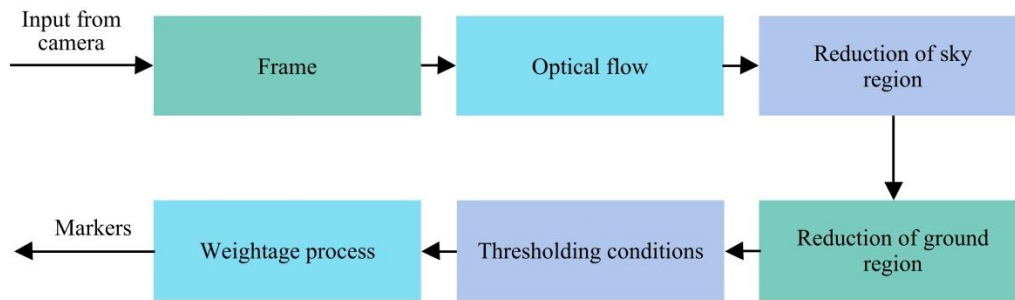 Input from
camera
Frame
Optical flow
Reduction of sky
region
Markers
Weightage process
Thresholding conditions
Reduction of ground
region